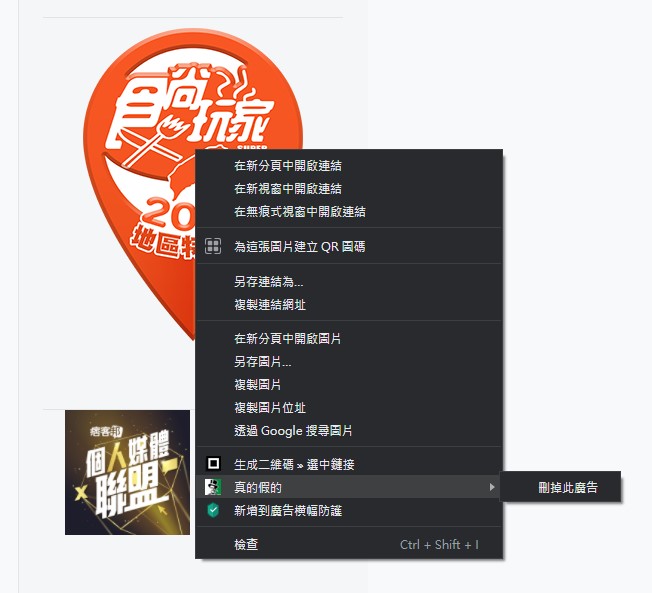 食尚玩家
SUPER
20
地區特
在新分頁中開啟連結
在新視窗中開啟連結
在無痕式視窗中開啟連結
為這張圖片建立 QR 圖碼
另存連結為...
複製連結網址
在新分頁中開啟圖片
另存圖片...
複製圖片
複製圖片位址
透過 Google 搜尋圖片
生成二維碼 » 選中鏈接
真的假的
刪掉此廣告
新增到廣告橫幅防護
檢查 Ctrl + Shift + I
痞客邦
個人媒體
聯盟